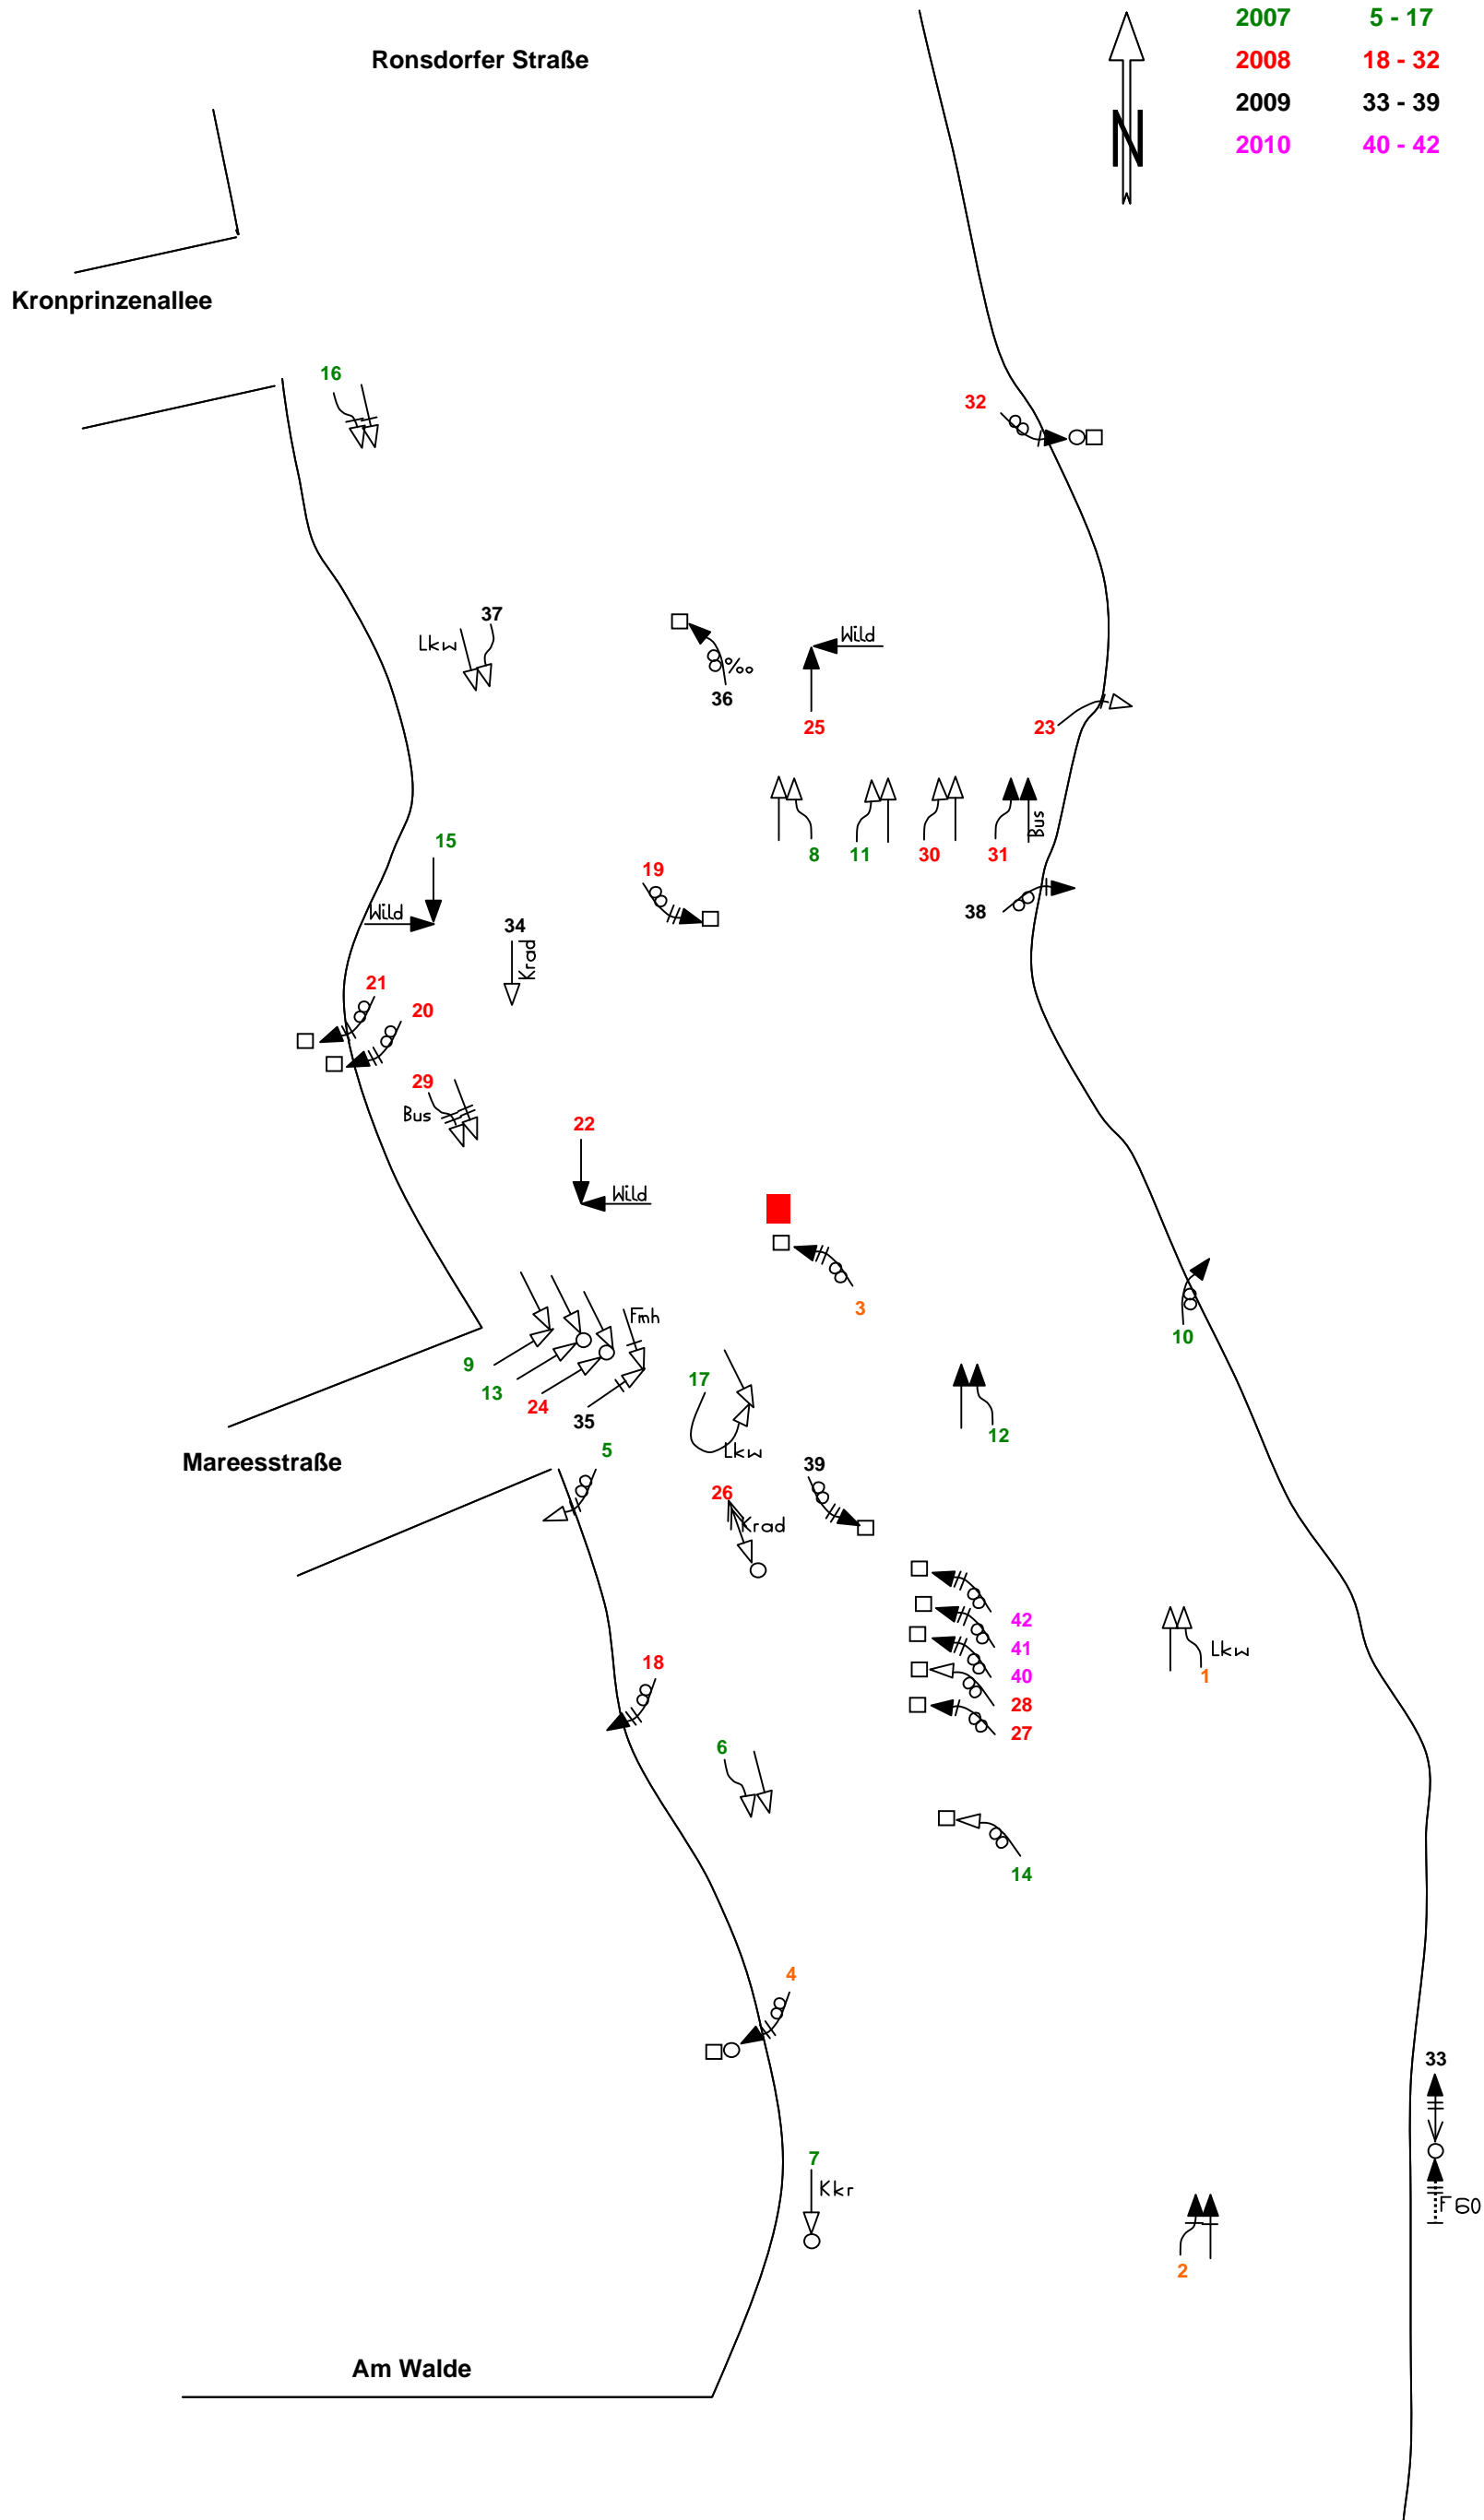 2007 5 - 17
Ronsdorfer Straße
2008 18 - 32
2009 33 - 39
N
2010 40 - 42
Kronprinzenallee
16
32
37
Lkw
Wild
36
‰
25
23
15
8
11
30
31
Bus
19
Wild
34
Krad
38
21
20
29
Bus
22
Wild
3
Fmh
10
9
13
24
35
17
12
Mareesstraße
5
Lkw
39
26
Krad
42
41
40
28
27
Lkw
1
18
6
14
4
33
7
Kkr
F 60
2
Am Walde